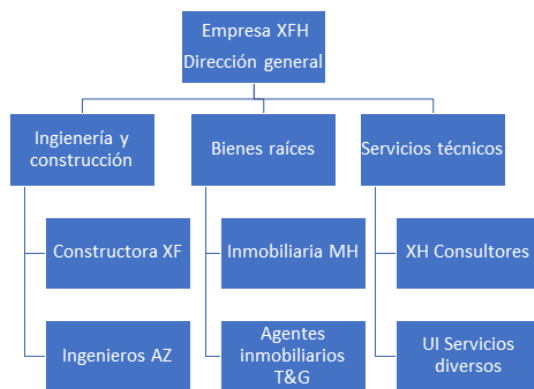 Empresa XFH
Dirección general
Ingienería y
construcción
Bienes raíces
Servicios técnicos
Constructora XF
Inmobiliaria MH
XH Consultores
Ingenieros AZ
Agentes
inmobiliarios
T&G
UI Servicios
diversos